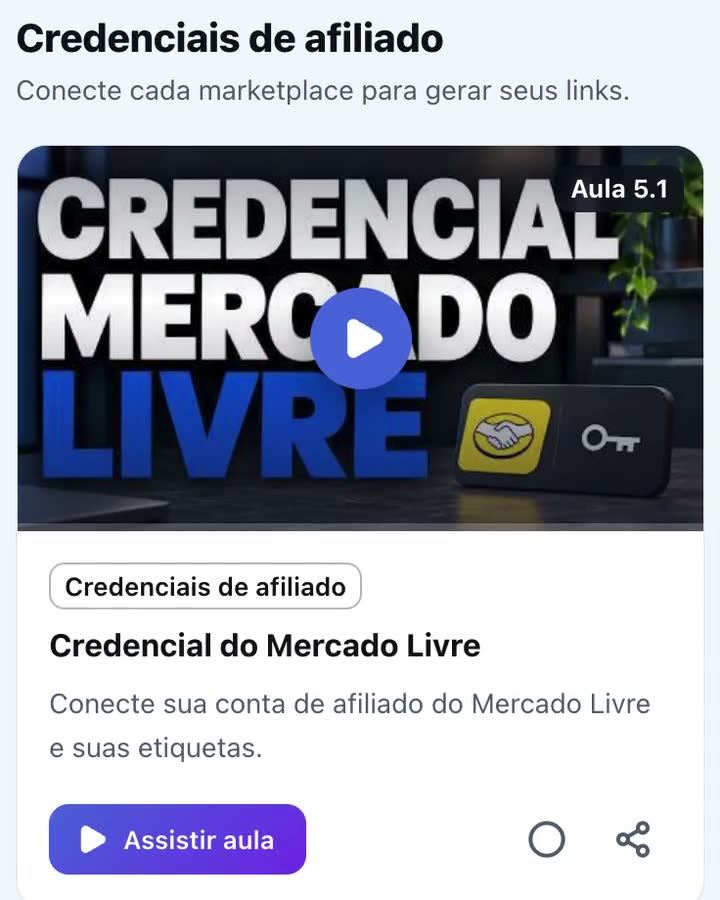 Credenciais de afiliado
Conecte cada marketplace para gerar seus links.
Aula 5.1
CREDENCIAL
MERCADO
LIVRE
Credenciais de afiliado
Credencial do Mercado Livre
Conecte sua conta de afiliado do Mercado Livre
e suas etiquetas.
Assistir aula